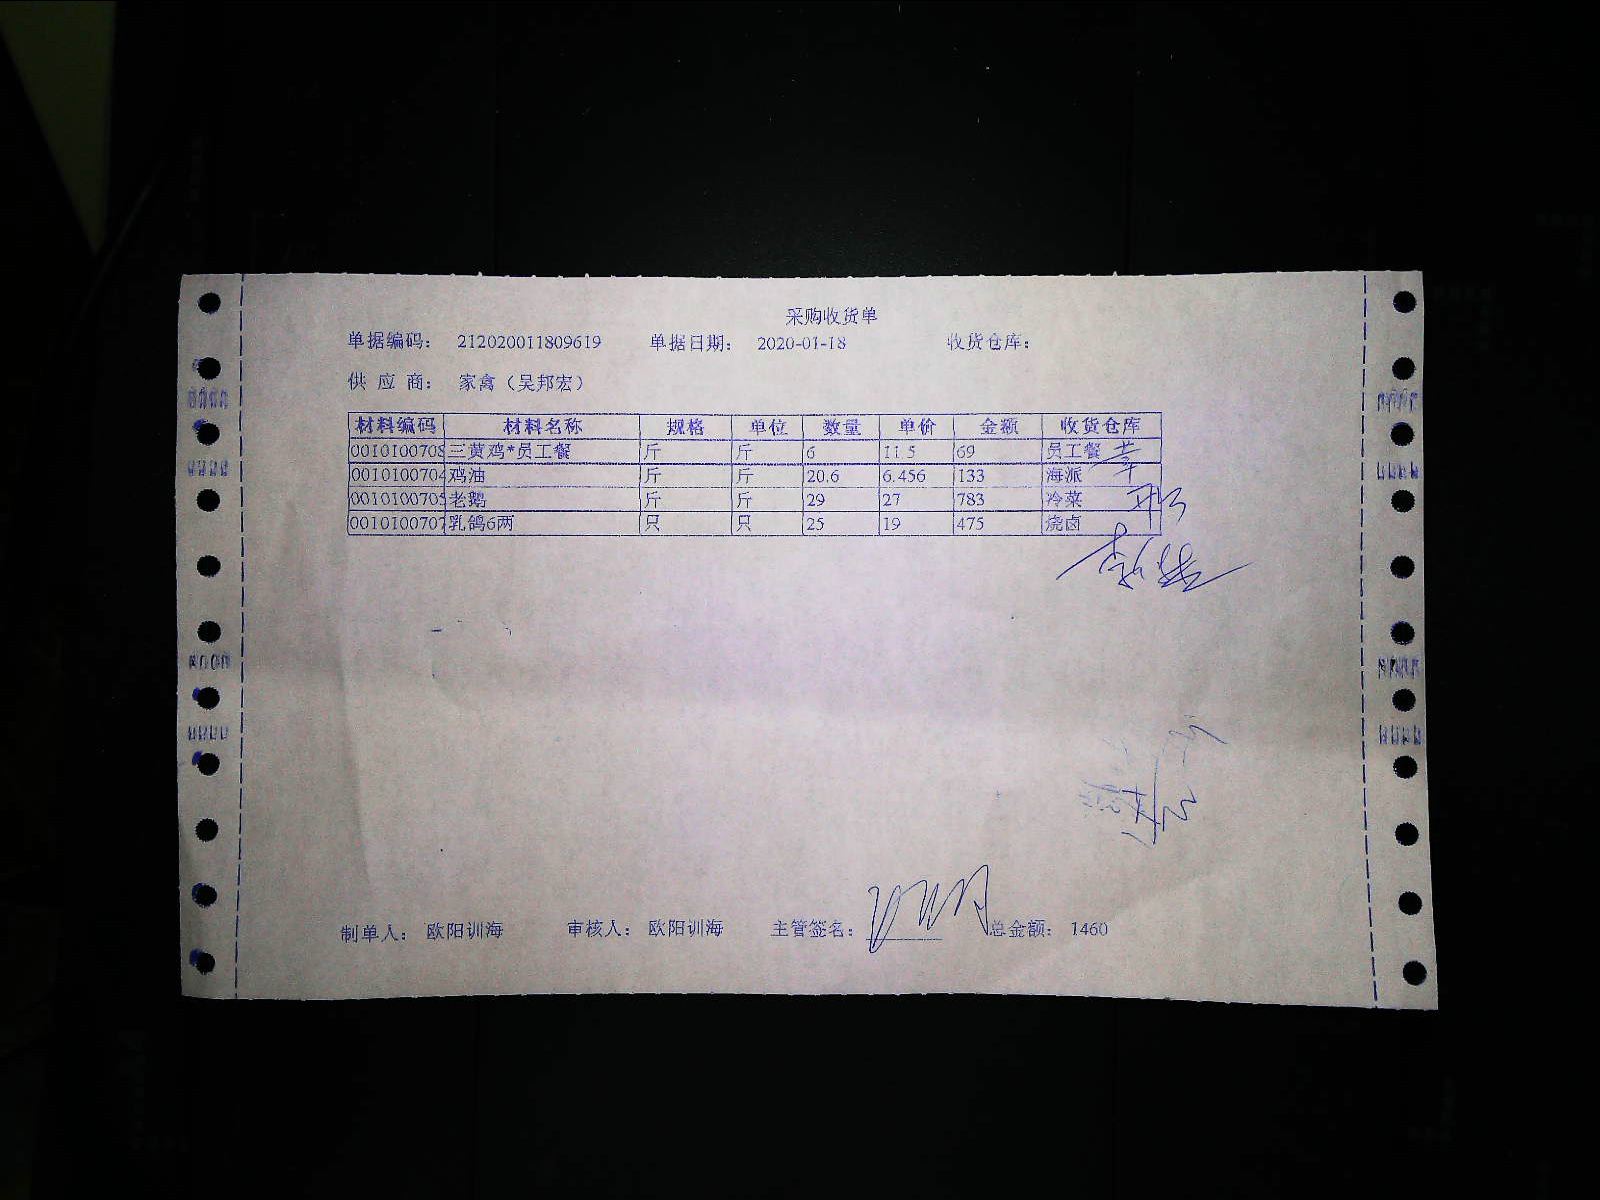 采购收货单
单据编码： 212020011809619 单据日期： 2020-01-18 收货仓库：
供 应 商： 家禽（吴邦宏）
材料编码 材料名称 规格 单位 数量 单价 金额 收货仓库
0010100708 三黄鸡*员工餐 斤 斤 6 11.5 69 员工餐
0010100704 鸡油 斤 斤 20.6 6.456 133 海派
0010100705 老鹅 斤 斤 29 27 783 冷菜
0010100707 乳鸽6两 只 只 25 19 475 烧卤
制单人： 欧阳训海 审核人： 欧阳训海 主管签名： 总金额： 1460